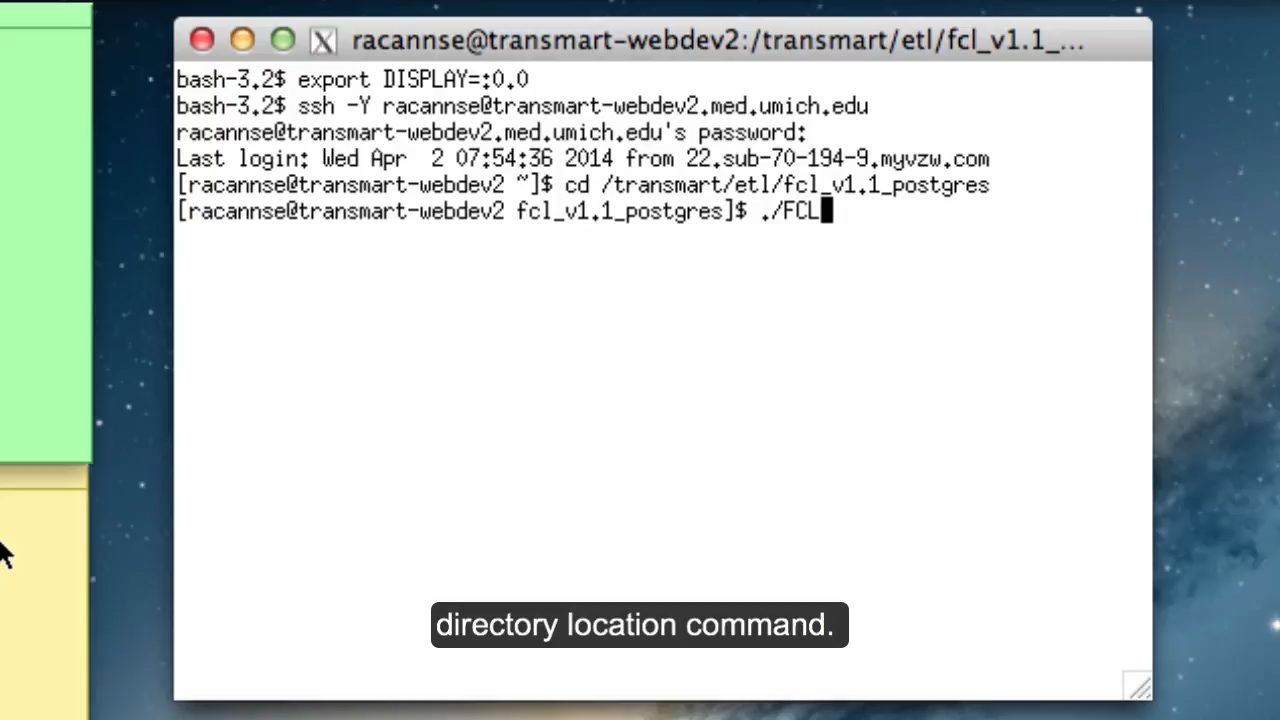 racannse@transmart-webdev2:/transmart/etl/fcl_v1.1_...
bash-3.2$ export DISPLAY=:0.0
bash-3.2$ ssh -Y racannse@transmart-webdev2.med.umich.edu
racannse@transmart-webdev2.med.umich.edu's password:
Last login: Wed Apr  2 07:54:36 2014 from 22.sub-70-194-9.myvzw.com
[racannse@transmart-webdev2 ~]$ cd /transmart/etl/fcl_v1.1_postgres
[racannse@transmart-webdev2 fcl_v1.1_postgres]$ ./FCL
directory location command.